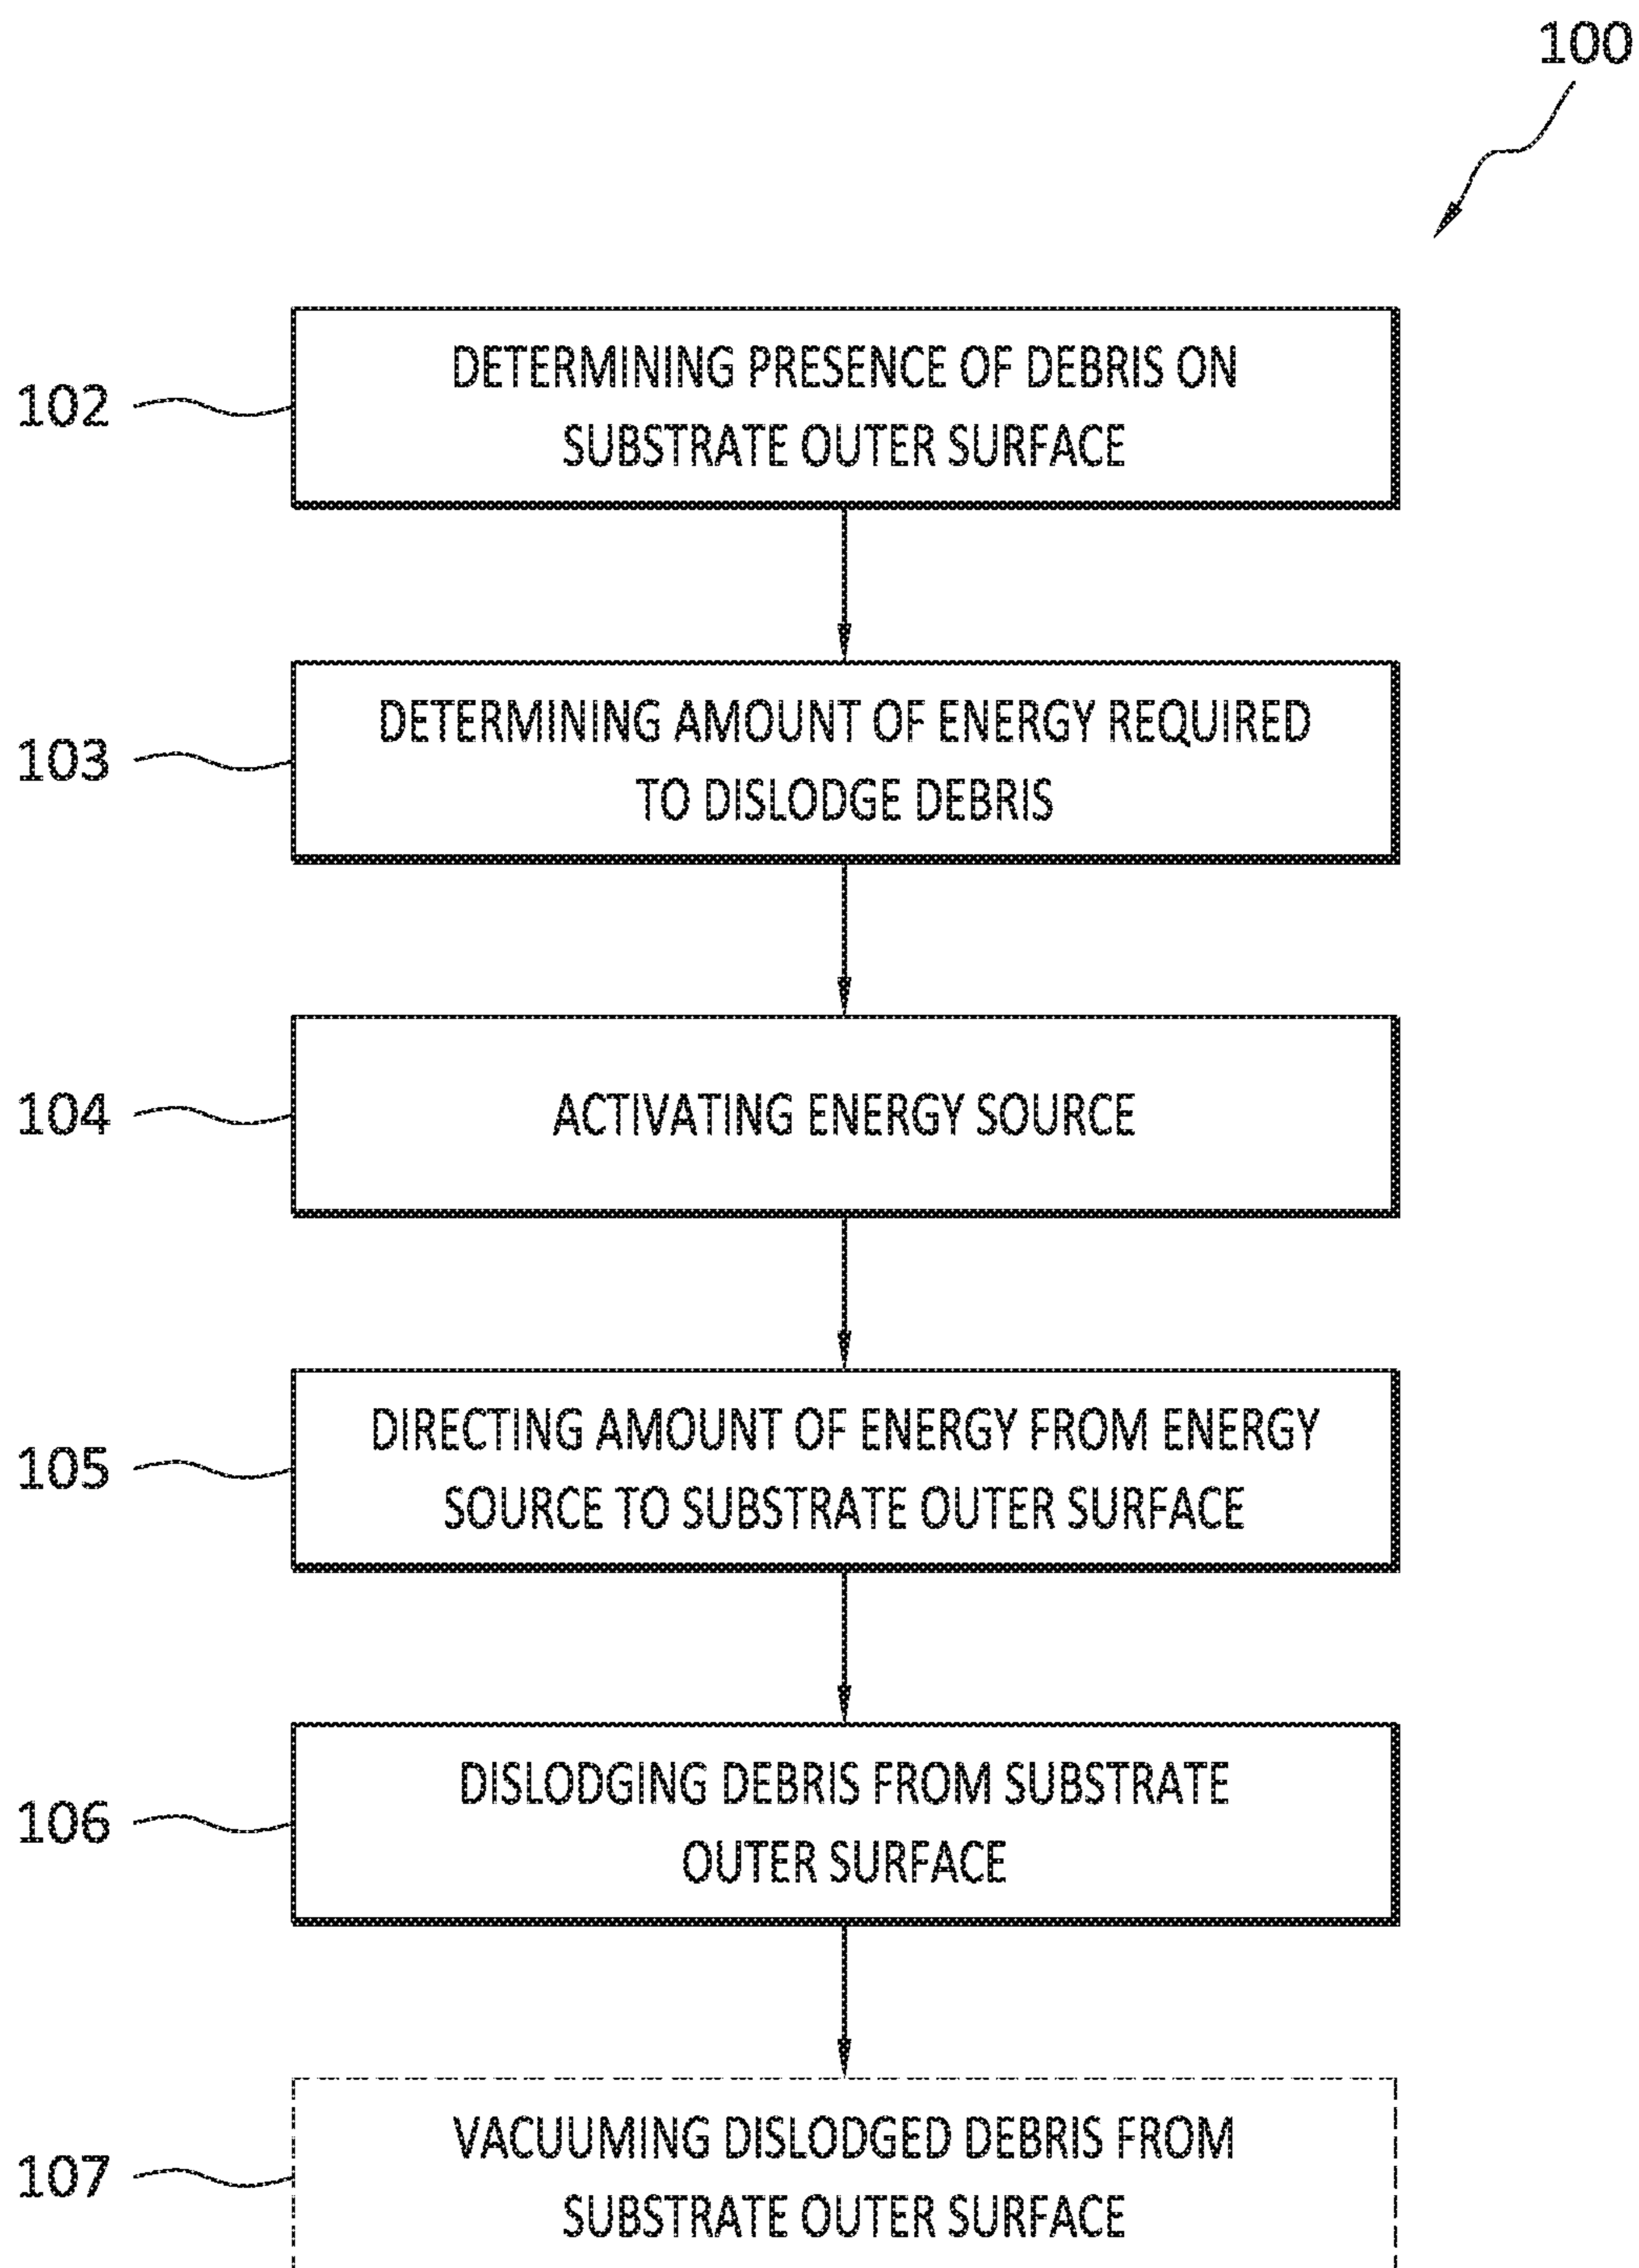 100
102
DETERMINING PRESENCE OF DEBRIS ON
SUBSTRATE OUTER SURFACE
103
DETERMINING AMOUNT OF ENERGY REQUIRED
TO DISLODGE DEBRIS
104
ACTIVATING ENERGY SOURCE
105
DIRECTING AMOUNT OF ENERGY FROM ENERGY
SOURCE TO SUBSTRATE OUTER SURFACE
106
DISLODGING DEBRIS FROM SUBSTRATE
OUTER SURFACE
107
VACUUMING DISLODGED DEBRIS FROM
SUBSTRATE OUTER SURFACE